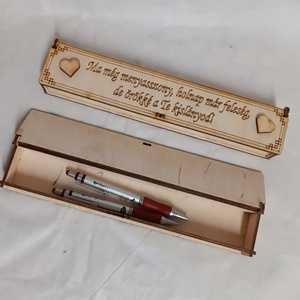 Ma még menyasszony, holnap már feleség,
de örökké a Te kislányod!